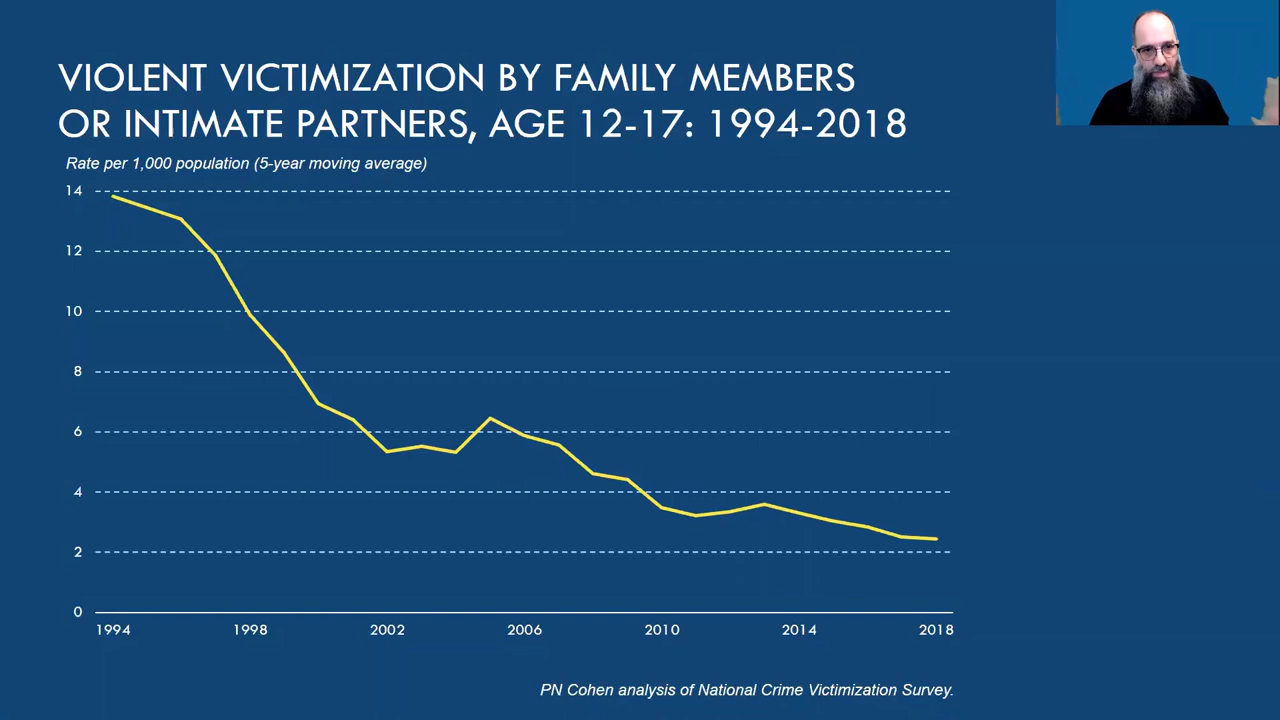 VIOLENT VICTIMIZATION BY FAMILY MEMBERS
OR INTIMATE PARTNERS, AGE 12-17: 1994-2018
Rate per 1,000 population (5-year moving average)
14
12
10
8
6
4
2
0
1994 1998 2002 2006 2010 2014 2018
PN Cohen analysis of National Crime Victimization Survey.